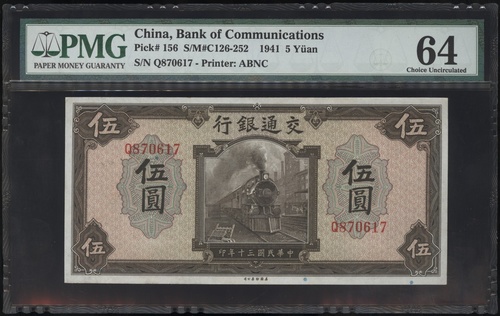 PMG
PAPER MONEY GUARANTY
China, Bank of Communications
Pick# 156 S/M#C126-252 1941 5 Yüan
S/N Q870617 - Printer: ABNC
64
Choice Uncirculated
伍
行銀通交
伍
Q870617
伍圓
伍圓
Q870617
伍
印年十三國民華中
伍